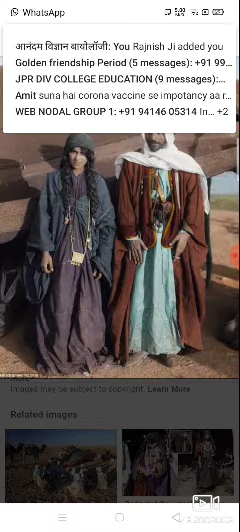 WhatsApp
आनंदम विज्ञान बायोलॉजी: You Rajnish Ji added you
Golden friendship Period (5 messages): +91 99...
JPR DIV COLLEGE EDUCATION (9 messages):...
Amit suna hai corona vaccine se impotancy aa r...
WEB NODAL GROUP 1: +91 94146 05314 In... +2
Images may be subject to copyright. Learn More
Related images